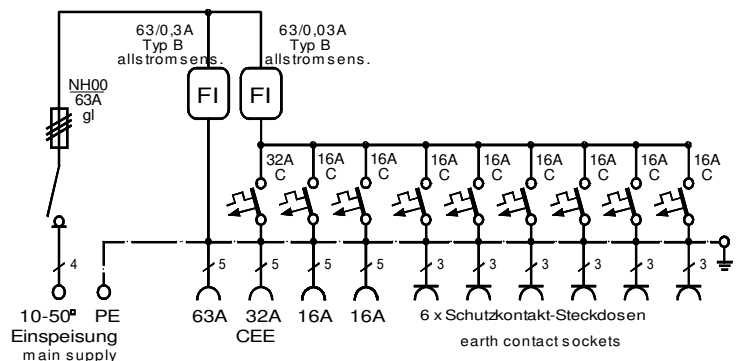 63/0,3A
Typ B
allstromsens.
63/0,03A
Typ B
allstromsens.
NH00
63A
gl
FI
FI
32A
C
16A
C
16A
C
16A
C
16A
C
16A
C
16A
C
16A
C
16A
C
4
5
5
5
5
3
3
3
3
3
3
10-50°
PE
63A
32A
16A
16A
6 x Schutzkontakt-Steckdosen
Einspeisung
CEE
main supply
earth contact sockets